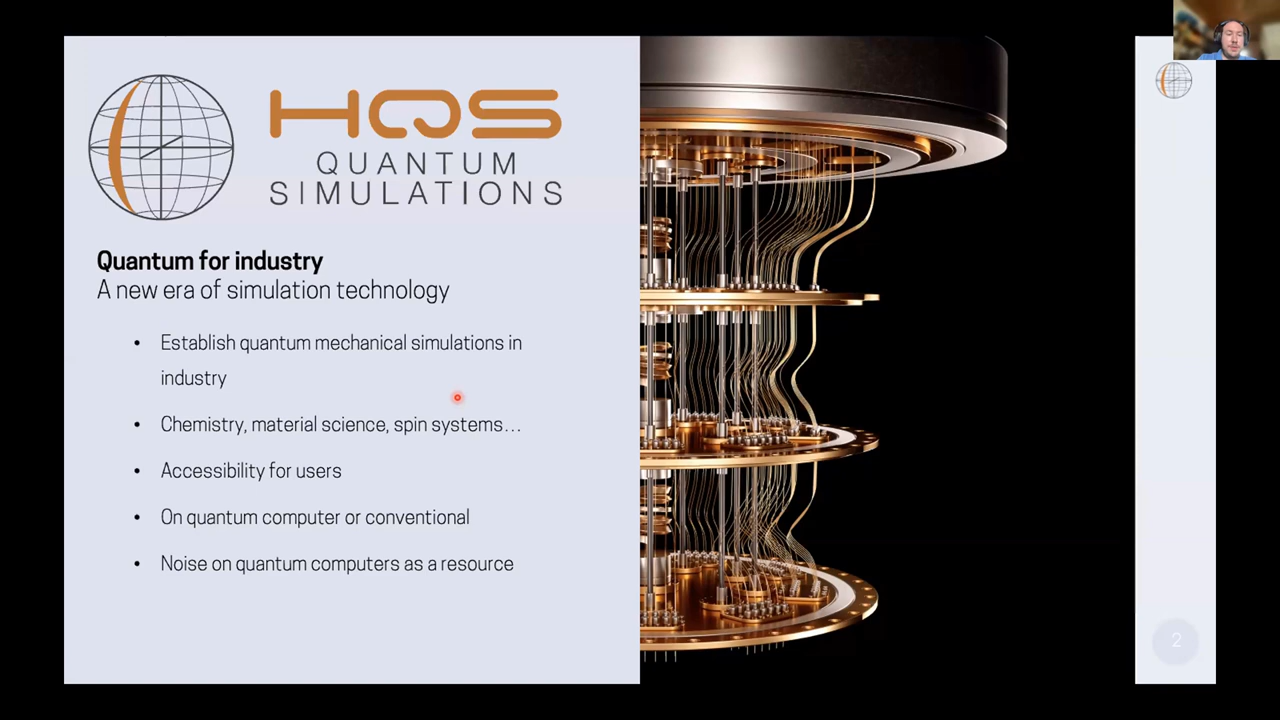 HQS
QUANTUM
SIMULATIONS
Quantum for industry
A new era of simulation technology
• Establish quantum mechanical simulations in
industry
• Chemistry, material science, spin systems...
• Accessibility for users
• On quantum computer or conventional
• Noise on quantum computers as a resource
2